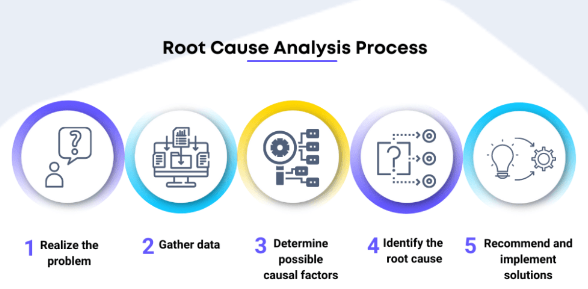 Root Cause Analysis Process
1 Realize the
problem
2 Gather data
3 Determine
possible
causal factors
4 Identify the
root cause
5 Recommend and
implement
solutions